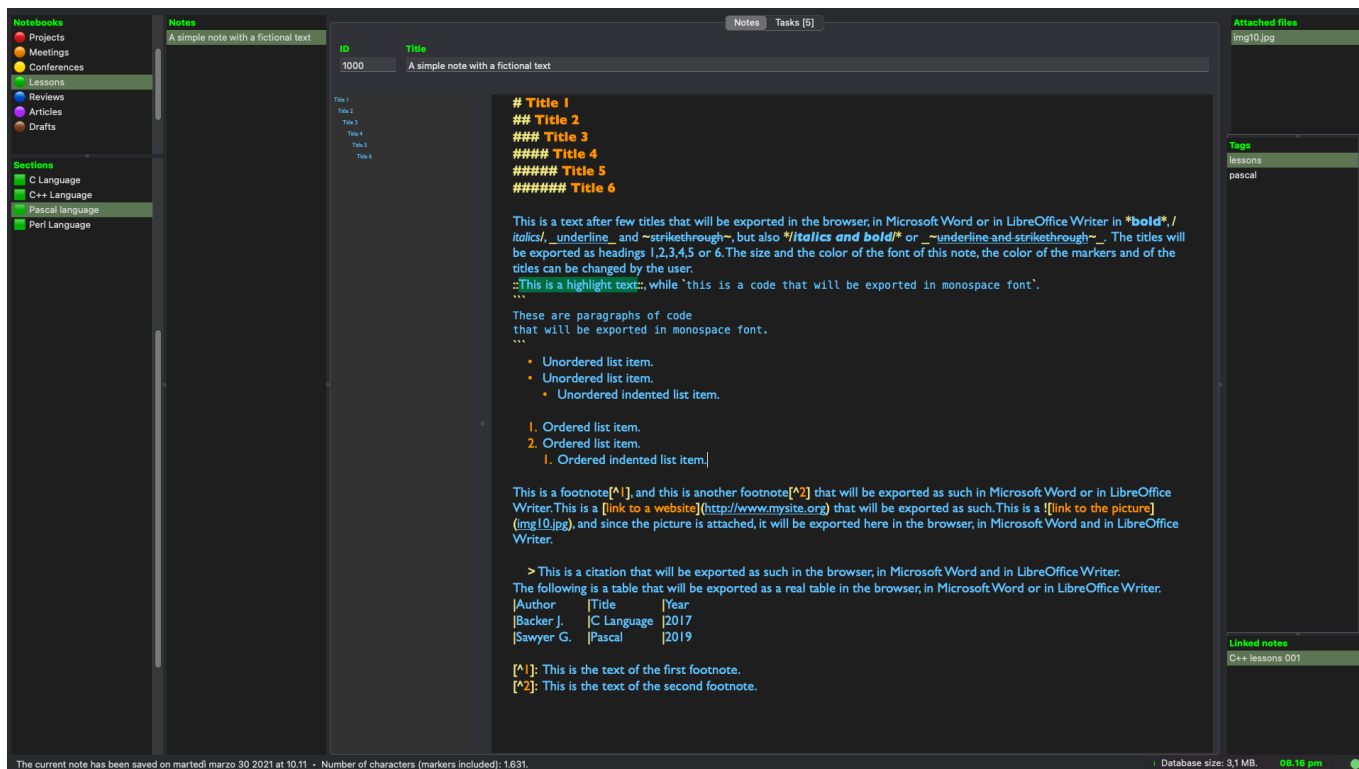 Notebooks
Projects
Meetings
Conferences
Lessons
Reviews
Articles
Drafts
Sections
C Language
C++ Language
Pascal language
Perl Language
Notes
A simple note with a fictional text
Notes Tasks [5]
ID Title
1000 A simple note with a fictional text
Title 1
Title 2
Title 3
Title 4
Title 5
Title 6
# Title 1
## Title 2
### Title 3
#### Title 4
##### Title 5
###### Title 6
This is a text after few titles that will be exported in the browser, in Microsoft Word or in LibreOffice Writer in *bold*, /
italics/, _underline_ and ~strikethrough~, but also */italics and bold/* or _~underline and strikethrough~_. The titles will
be exported as headings 1,2,3,4,5 or 6. The size and the color of the font of this note, the color of the markers and of the
titles can be changed by the user.
::This is a highlight text::, while `this is a code that will be exported in monospace font`.
```
These are paragraphs of code
that will be exported in monospace font.
```
• Unordered list item.
• Unordered list item.
• Unordered indented list item.
1. Ordered list item.
2. Ordered list item.
1. Ordered indented list item.
This is a footnote[^1], and this is another footnote[^2] that will be exported as such in Microsoft Word or in LibreOffice
Writer. This is a [link to a website](http://www.mysite.org) that will be exported as such. This is a ![link to the picture]
(img10.jpg), and since the picture is attached, it will be exported here in the browser, in Microsoft Word and in LibreOffice
Writer.
> This is a citation that will be exported as such in the browser, in Microsoft Word and in LibreOffice Writer.
The following is a table that will be exported as a real table in the browser, in Microsoft Word or in LibreOffice Writer.
|Author |Title |Year
|Backer J. |C Language |2017
|Sawyer G. |Pascal |2019
[^1]: This is the text of the first footnote.
[^2]: This is the text of the second footnote.
Attached files
img10.jpg
Tags
lessons
pascal
Linked notes
C++ lessons 001
The current note has been saved on martedì marzo 30 2021 at 10.11 - Number of characters (markers included): 1.631.
Database size: 3,1 MB. 08.16 pm